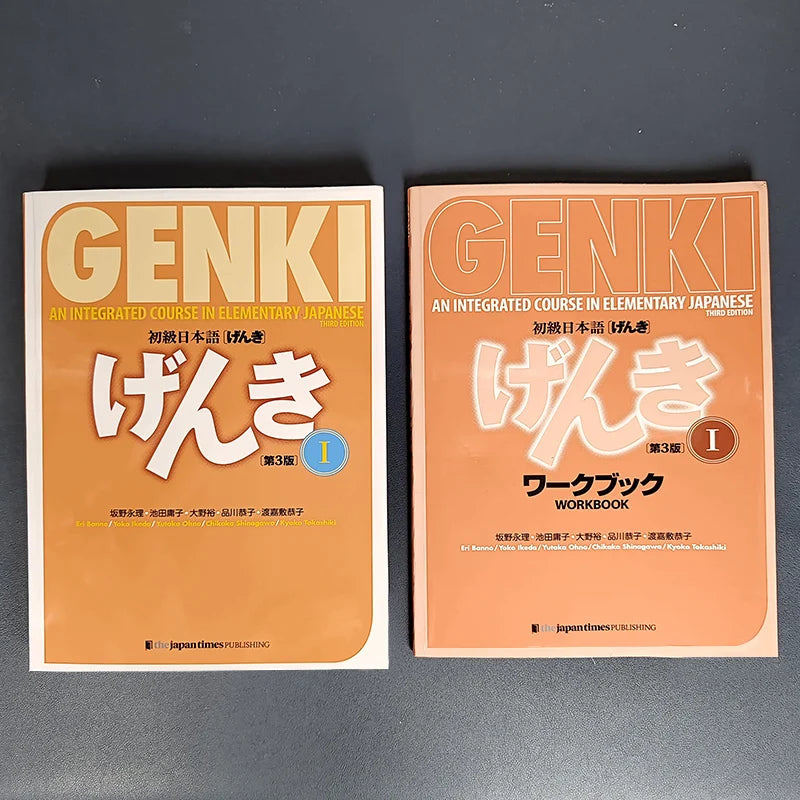 GENKI
AN INTEGRATED COURSE IN ELEMENTARY JAPANESE
THIRD EDITION
初級日本語[げんき]
げんき
[第3版]
I
坂野永理・池田庸子・大野裕・品川恭子・渡嘉敷恭子
Eri Banno/Yoko Ikeda/Yutaka Ohno/Chikako Shinagawa/Kyoko Tokashiki
the japan times PUBLISHING
GENKI
AN INTEGRATED COURSE IN ELEMENTARY JAPANESE
THIRD EDITION
初級日本語[げんき]
げんき
[第3版]
I
ワークブック
WORKBOOK
坂野永理・池田庸子・大野裕・品川恭子・渡嘉敷恭子
Eri Banno/Yoko Ikeda/Yutaka Ohno/Chikako Shinagawa/Kyoko Tokashiki
the japan times PUBLISHING